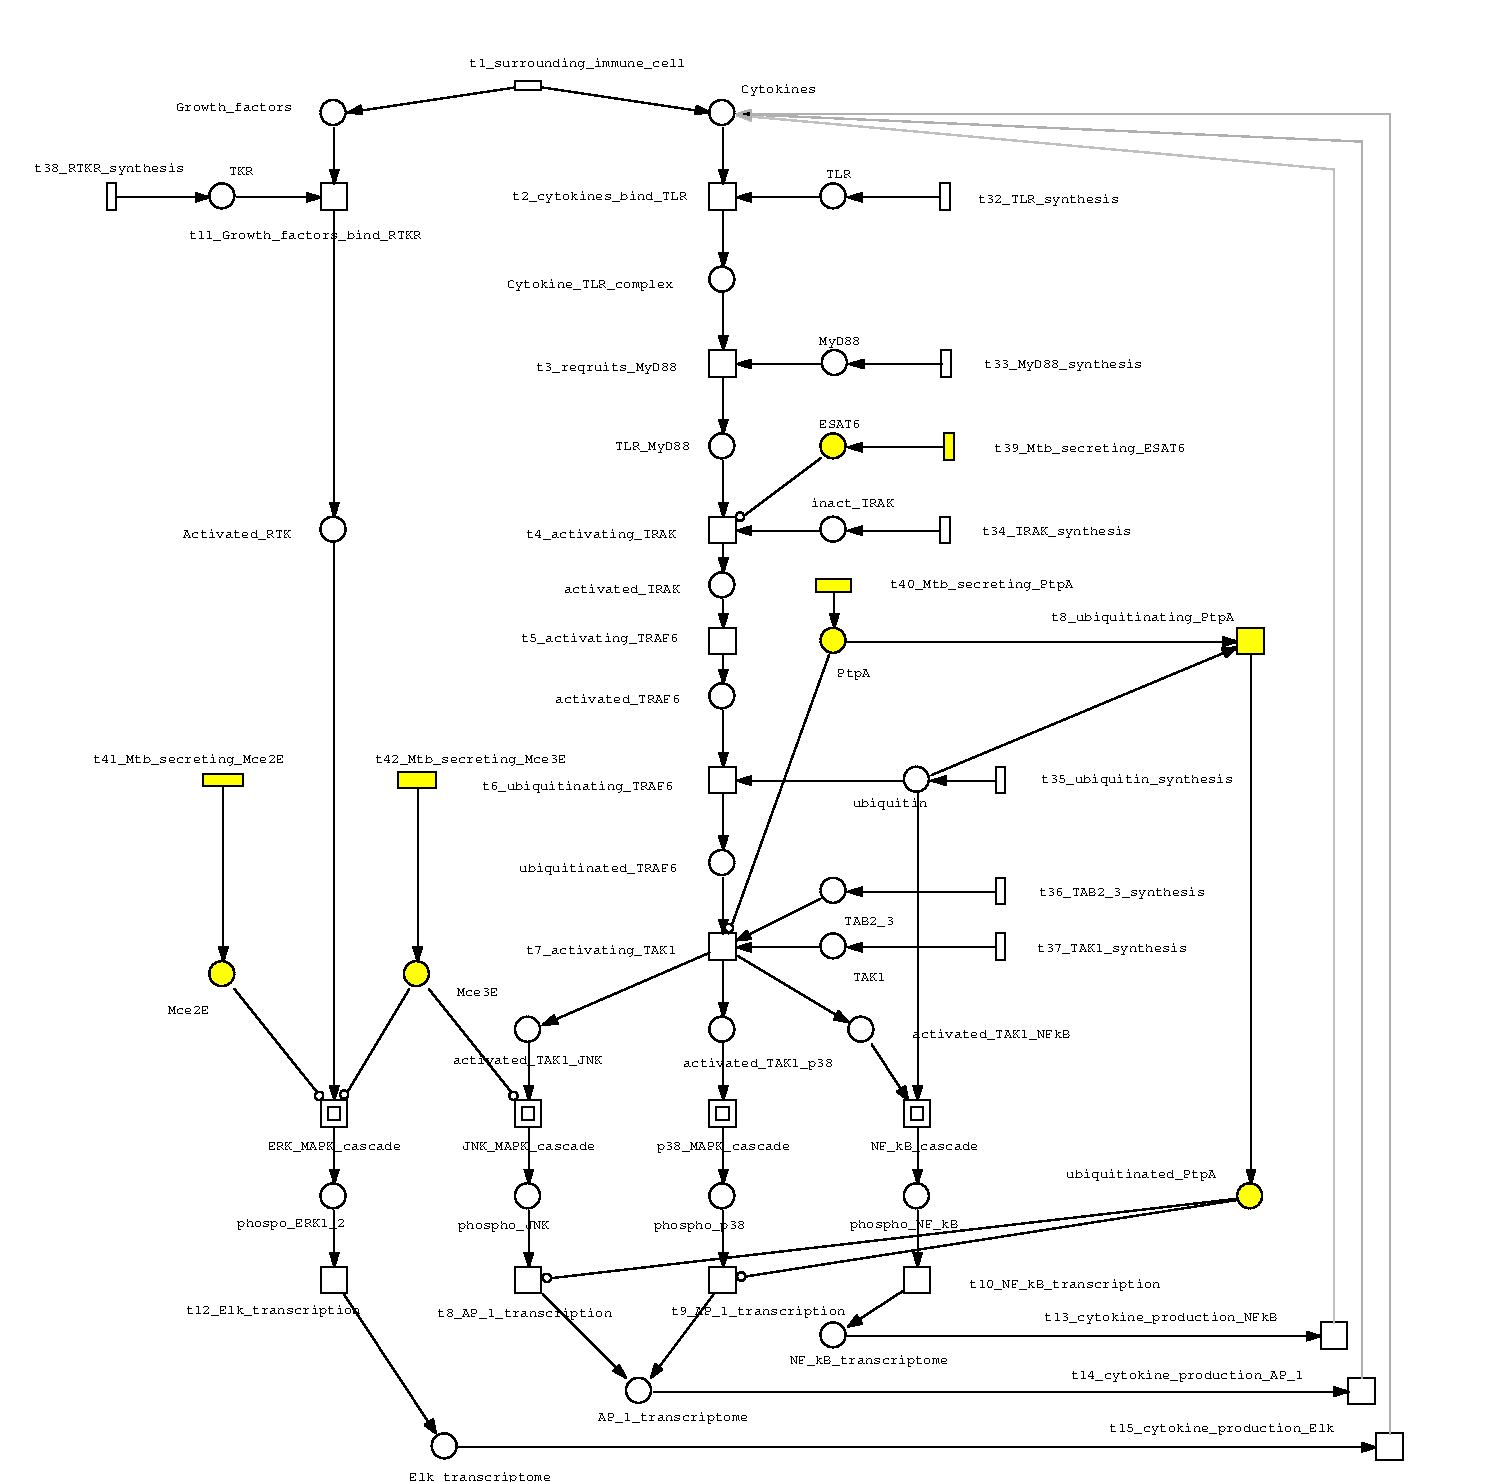 t1_surrounding_immune_cell
Cytokines
Growth_factors
t38_RTKR_synthesis
TKR
TLR
t2_cytokines_bind_TLR
t32_TLR_synthesis
t11_Growth_factors_bind_RTKR
Cytokine_TLR_complex
MyD88
t3_reqruits_MyD88
t33_MyD88_synthesis
ESAT6
TLR_MyD88
t39_Mtb_secreting_ESAT6
inact_IRAK
Activated_RTK
t4_activating_IRAK
t34_IRAK_synthesis
activated_IRAK
t40_Mtb_secreting_PtpA
t8_ubiquitinating_PtpA
t5_activating_TRAF6
PtpA
activated_TRAF6
t41_Mtb_secreting_Mce2E
t42_Mtb_secreting_Mce3E
t6_ubiquitinating_TRAF6
t35_ubiquitin_synthesis
ubiquitin
ubiquitinated_TRAF6
t36_TAB2_3_synthesis
TAB2_3
t7_activating_TAK1
t37_TAK1_synthesis
TAK1
Mce3E
Mce2E
activated_TAK1_NFkB
activated_TAK1_JNK
activated_TAK1_p38
ERK_MAPK_cascade
JNK_MAPK_cascade
p38_MAPK_cascade
NF_kB_cascade
ubiquitinated_PtpA
phospo_ERK1_2
phospho_JNK
phospho_p38
phospho_NF_kB
t10_NF_kB_transcription
t12_Elk_transcription
t8_AP_1_transcription
t9_AP_1_transcription
t13_cytokine_production_NFkB
NF_kB_transcriptome
t14_cytokine_production_AP_1
AP_1_transcriptome
t15_cytokine_production_Elk
Elk_transcriptome